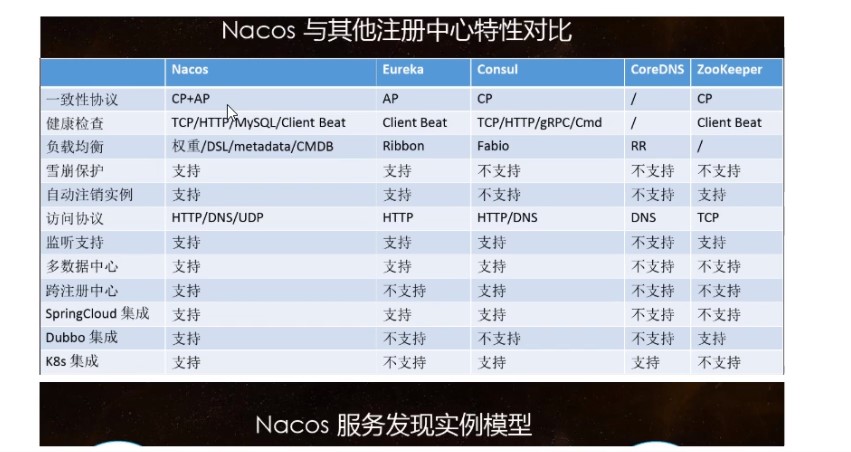 Nacos 与其他注册中心特性对比
Nacos Eureka Consul CoreDNS ZooKeeper
一致性协议 CP+AP AP CP / CP
健康检查 TCP/HTTP/MySQL/Client Beat Client Beat TCP/HTTP/gRPC/Cmd / Client Beat
负载均衡 权重/DSL/metadata/CMDB Ribbon Fabio RR /
雪崩保护 支持 支持 不支持 不支持 不支持
自动注销实例 支持 支持 不支持 不支持 支持
访问协议 HTTP/DNS/UDP HTTP HTTP/DNS DNS TCP
监听支持 支持 支持 支持 不支持 支持
多数据中心 支持 支持 支持 不支持 不支持
跨注册中心 支持 不支持 支持 不支持 不支持
SpringCloud 集成 支持 支持 支持 不支持 不支持
Dubbo 集成 支持 不支持 不支持 不支持 支持
K8s 集成 支持 不支持 支持 支持 不支持
Nacos 服务发现实例模型